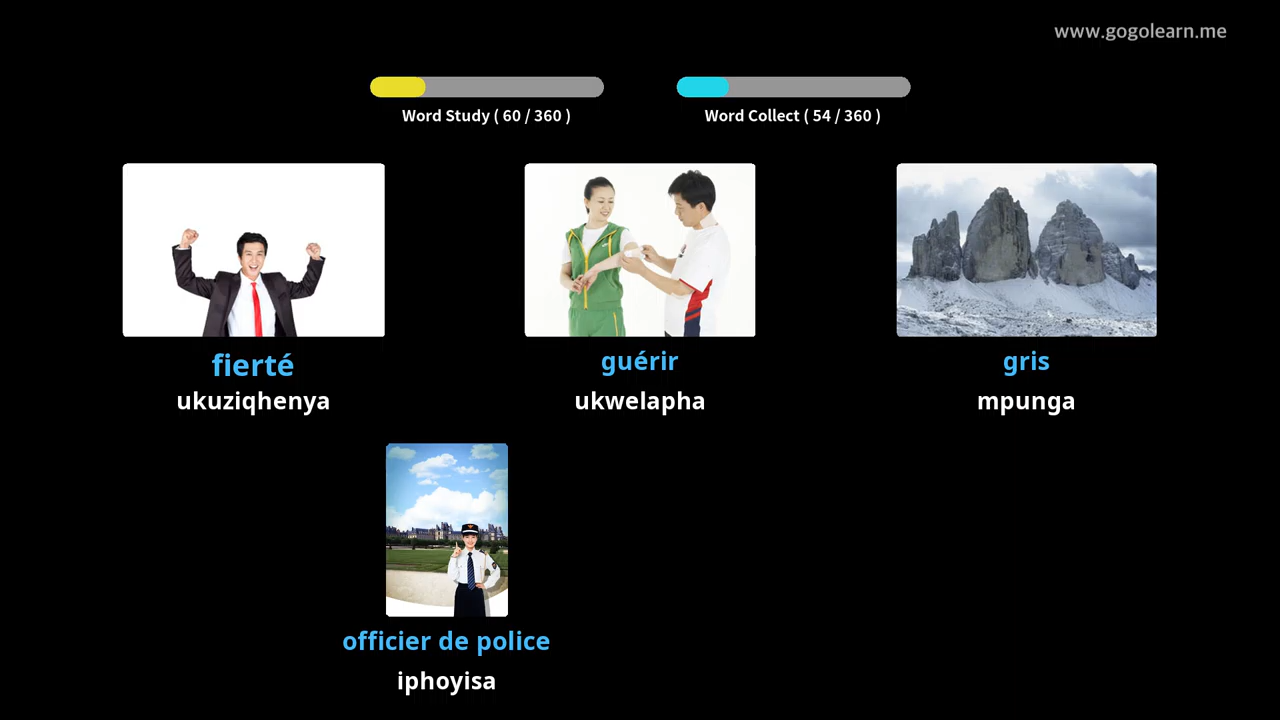 www.gogolearn.me
Word Study ( 60 / 360 )
Word Collect ( 54 / 360 )
fierté
guérir
gris
ukuziqhenya
ukwelapha
mpunga
officier de police
iphoyisa